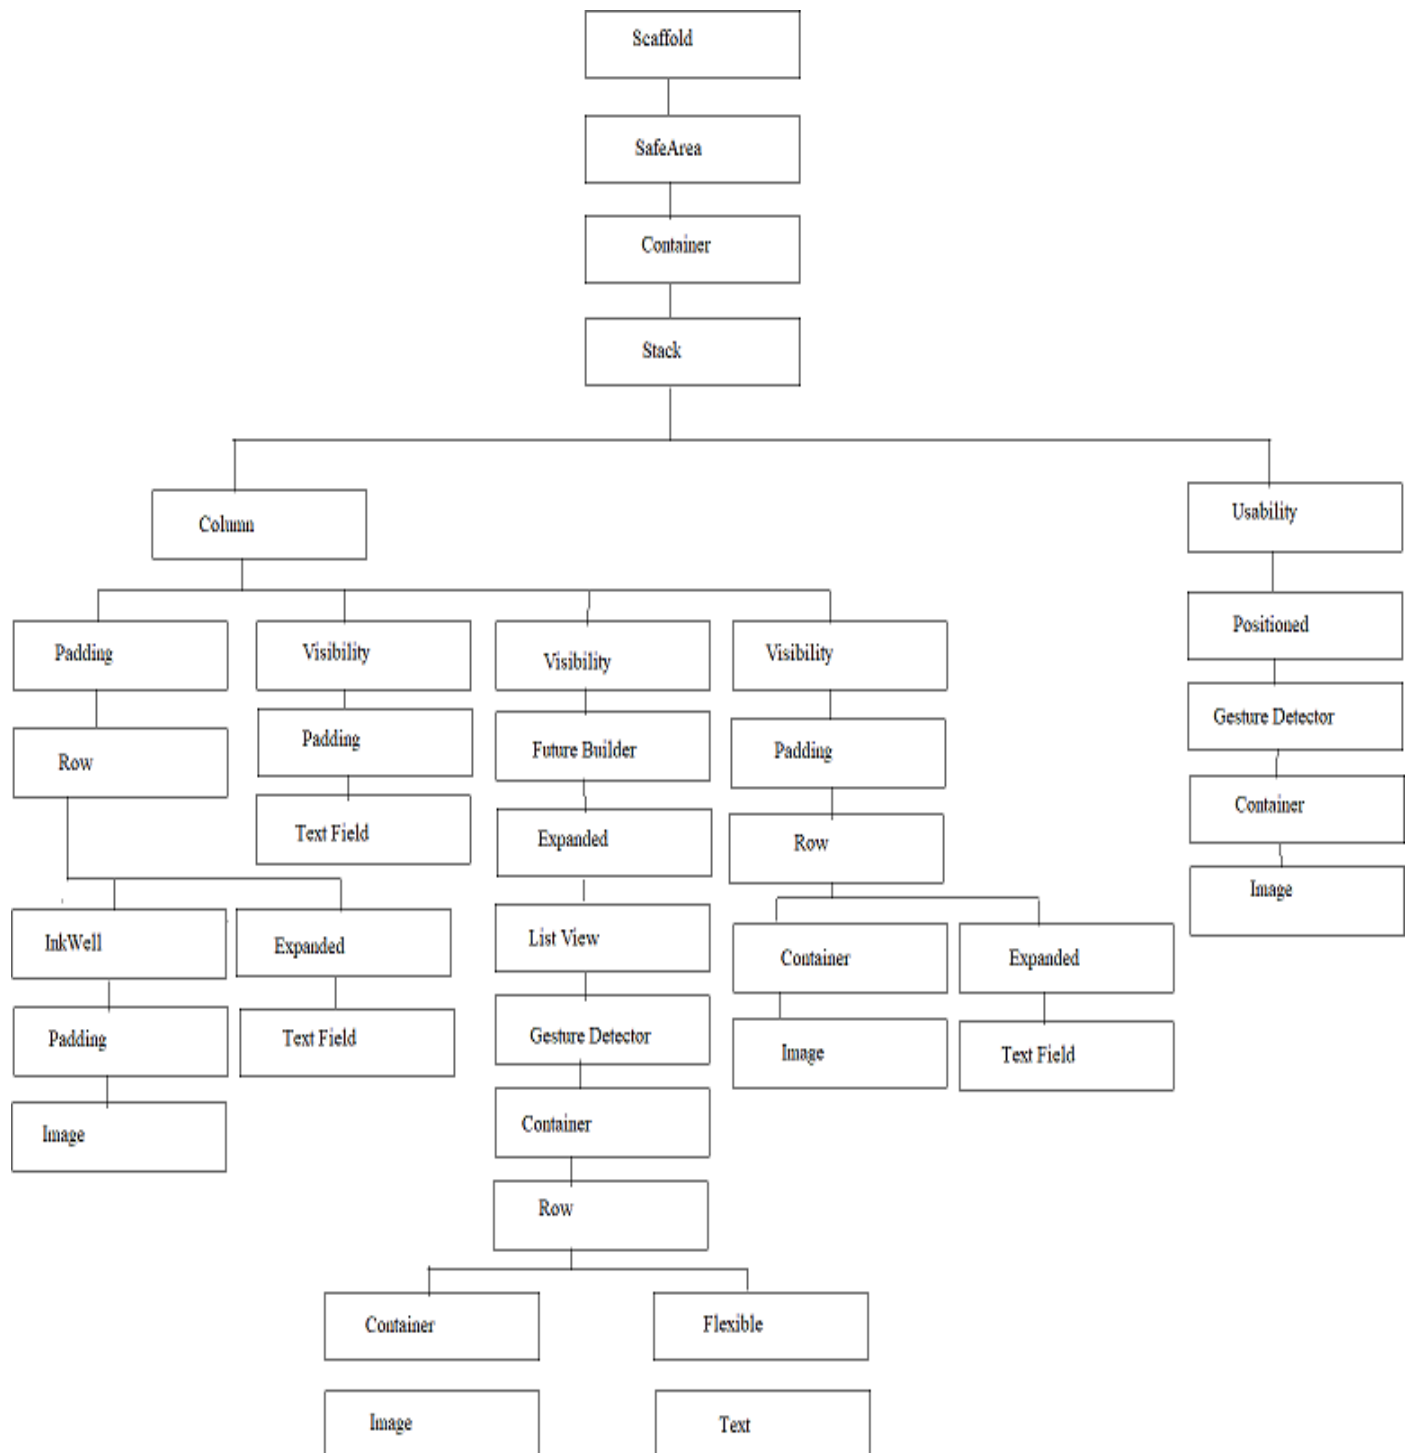 Scaffold
SafeArea
Container
Stack
Column
Usability
Padding
Visibility
Visibility
Visibility
Positioned
Row
Padding
Future Builder
Padding
Gesture Detector
Text Field
Expanded
Row
Container
InkWell
Expanded
List View
Container
Expanded
Image
Padding
Text Field
Gesture Detector
Image
Text Field
Image
Container
Row
Container
Flexible
Image
Text